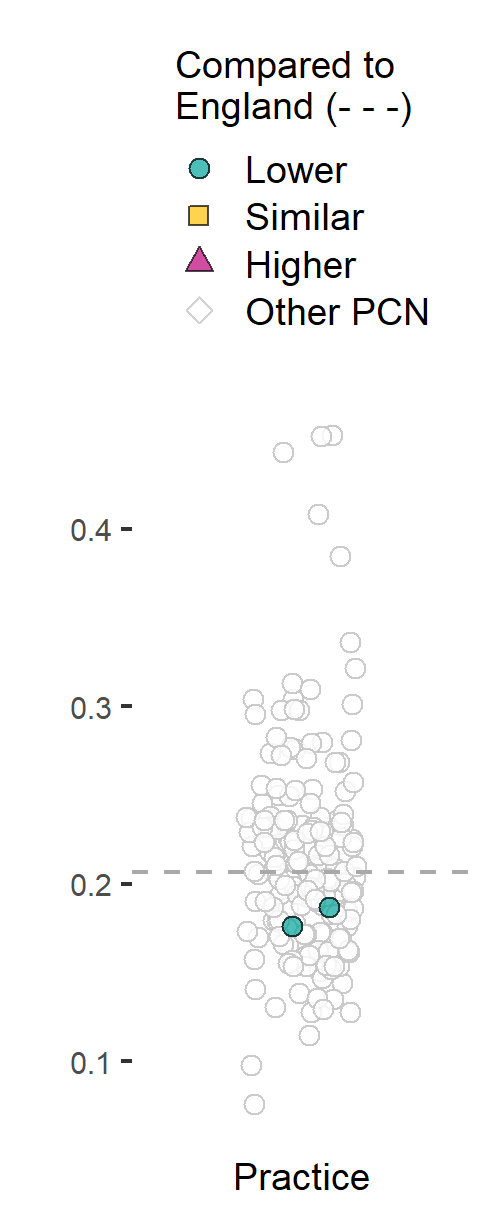 Compared to
England (- - -)
Lower
Similar
Higher
Other PCN
0.4
0.3
0.2
0.1
Practice